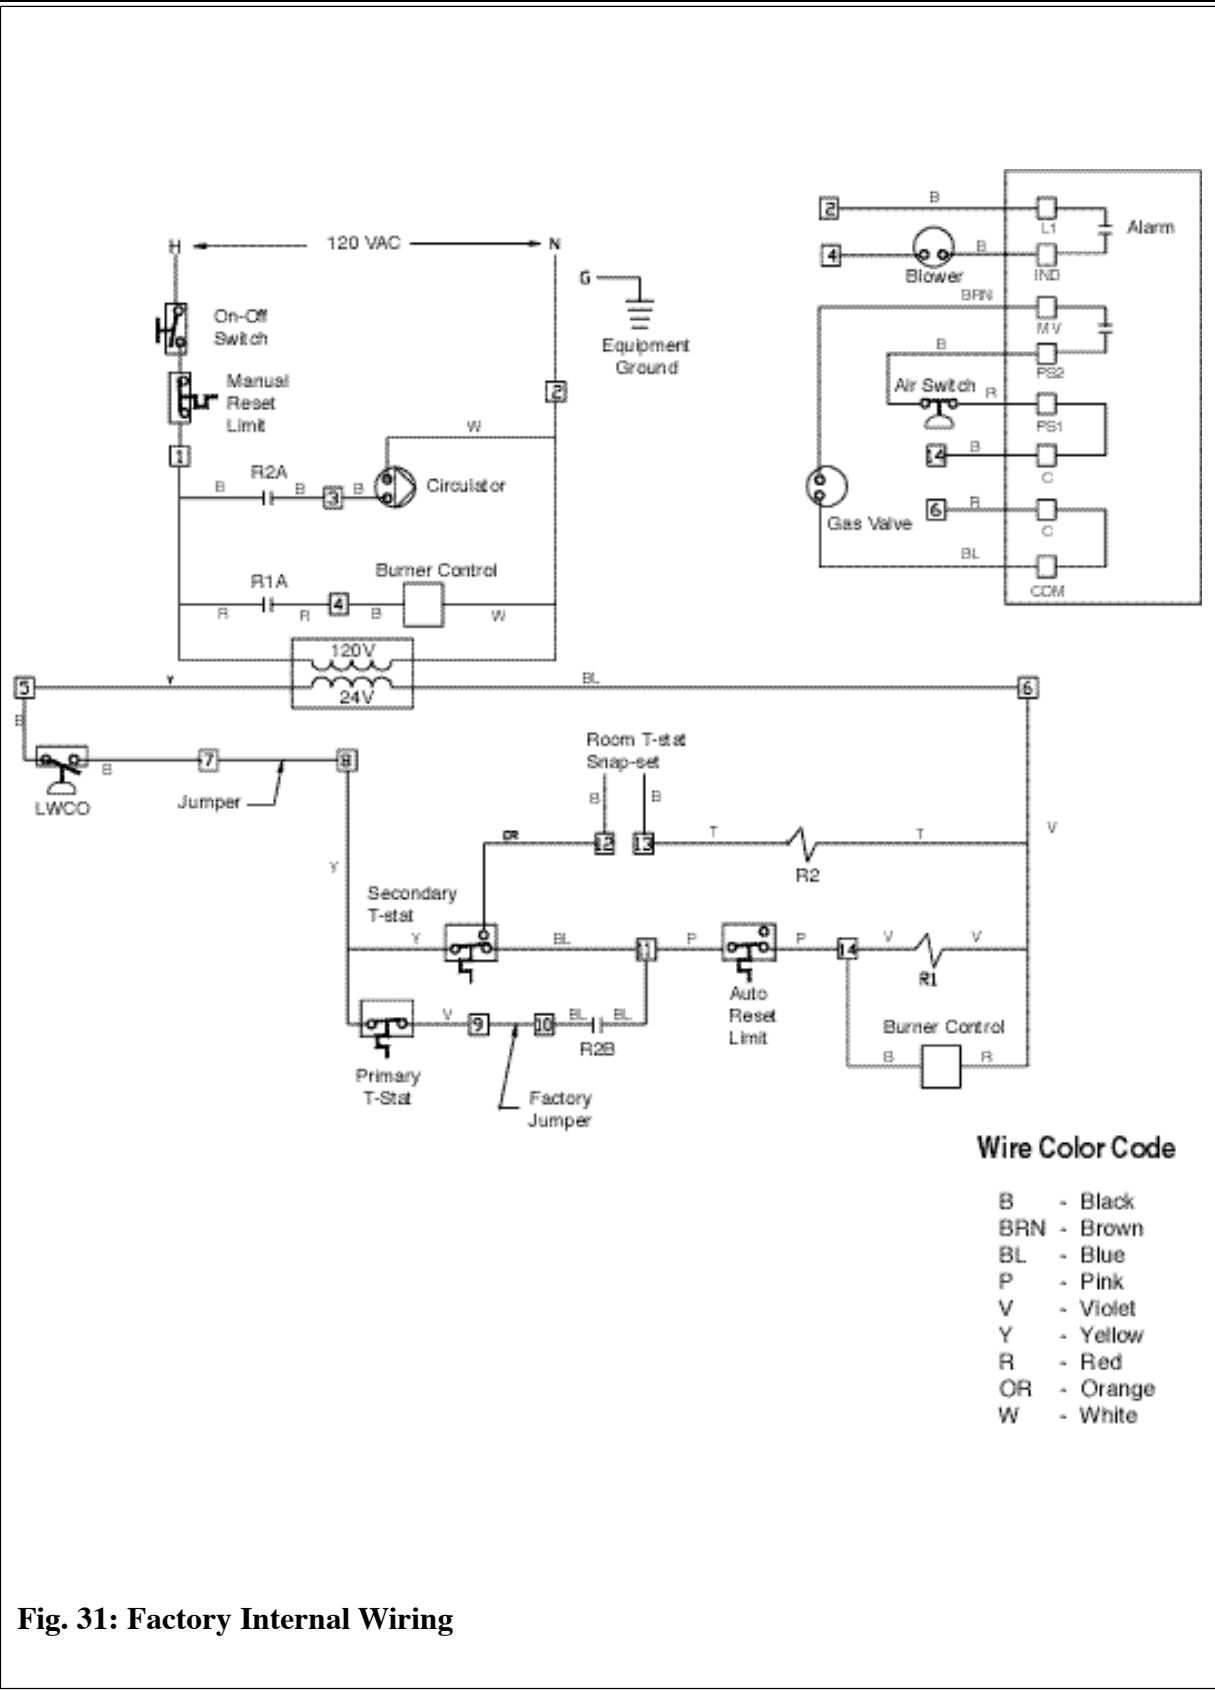 H
120 VAC
N
G
On-Off
Switch
Equipment
Ground
Manual
Reset
Limit
2
1
W
R2A
B
B
3
B
Circulator
Burner Control
R1A
R
R
4
B
W
120V
24V
5
Y
BL
6
B
LWCO
B
7
8
Jumper
Room T-stat
Snap-set
B
B
OR
12
13
T
R2
T
V
Y
Secondary
T-stat
Y
BL
11
P
P
14
V
V
R1
Auto
Reset
Limit
V
9
10
BL
BL
R2B
Primary
T-Stat
Factory
Jumper
Burner Control
B
R
2
B
L1
Alarm
4
Blower
B
IND
BRN
MV
B
PS2
Air Switch
R
PS1
14
B
C
Gas Valve
6
R
C
BL
COM
Wire Color Code
B - Black
BRN - Brown
BL - Blue
P - Pink
V - Violet
Y - Yellow
R - Red
OR - Orange
W - White
Fig. 31: Factory Internal Wiring